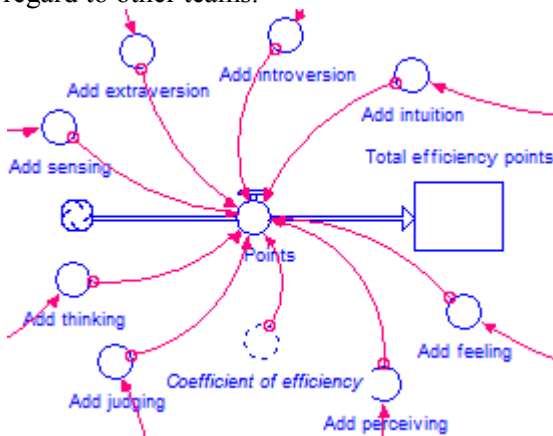 regard to other teams.
Add introversion
Add extraversion
Add intuition
Add sensing
Total efficiency points
Points
Add thinking
Add feeling
Coefficient of efficiency
Add judging
Add perceiving